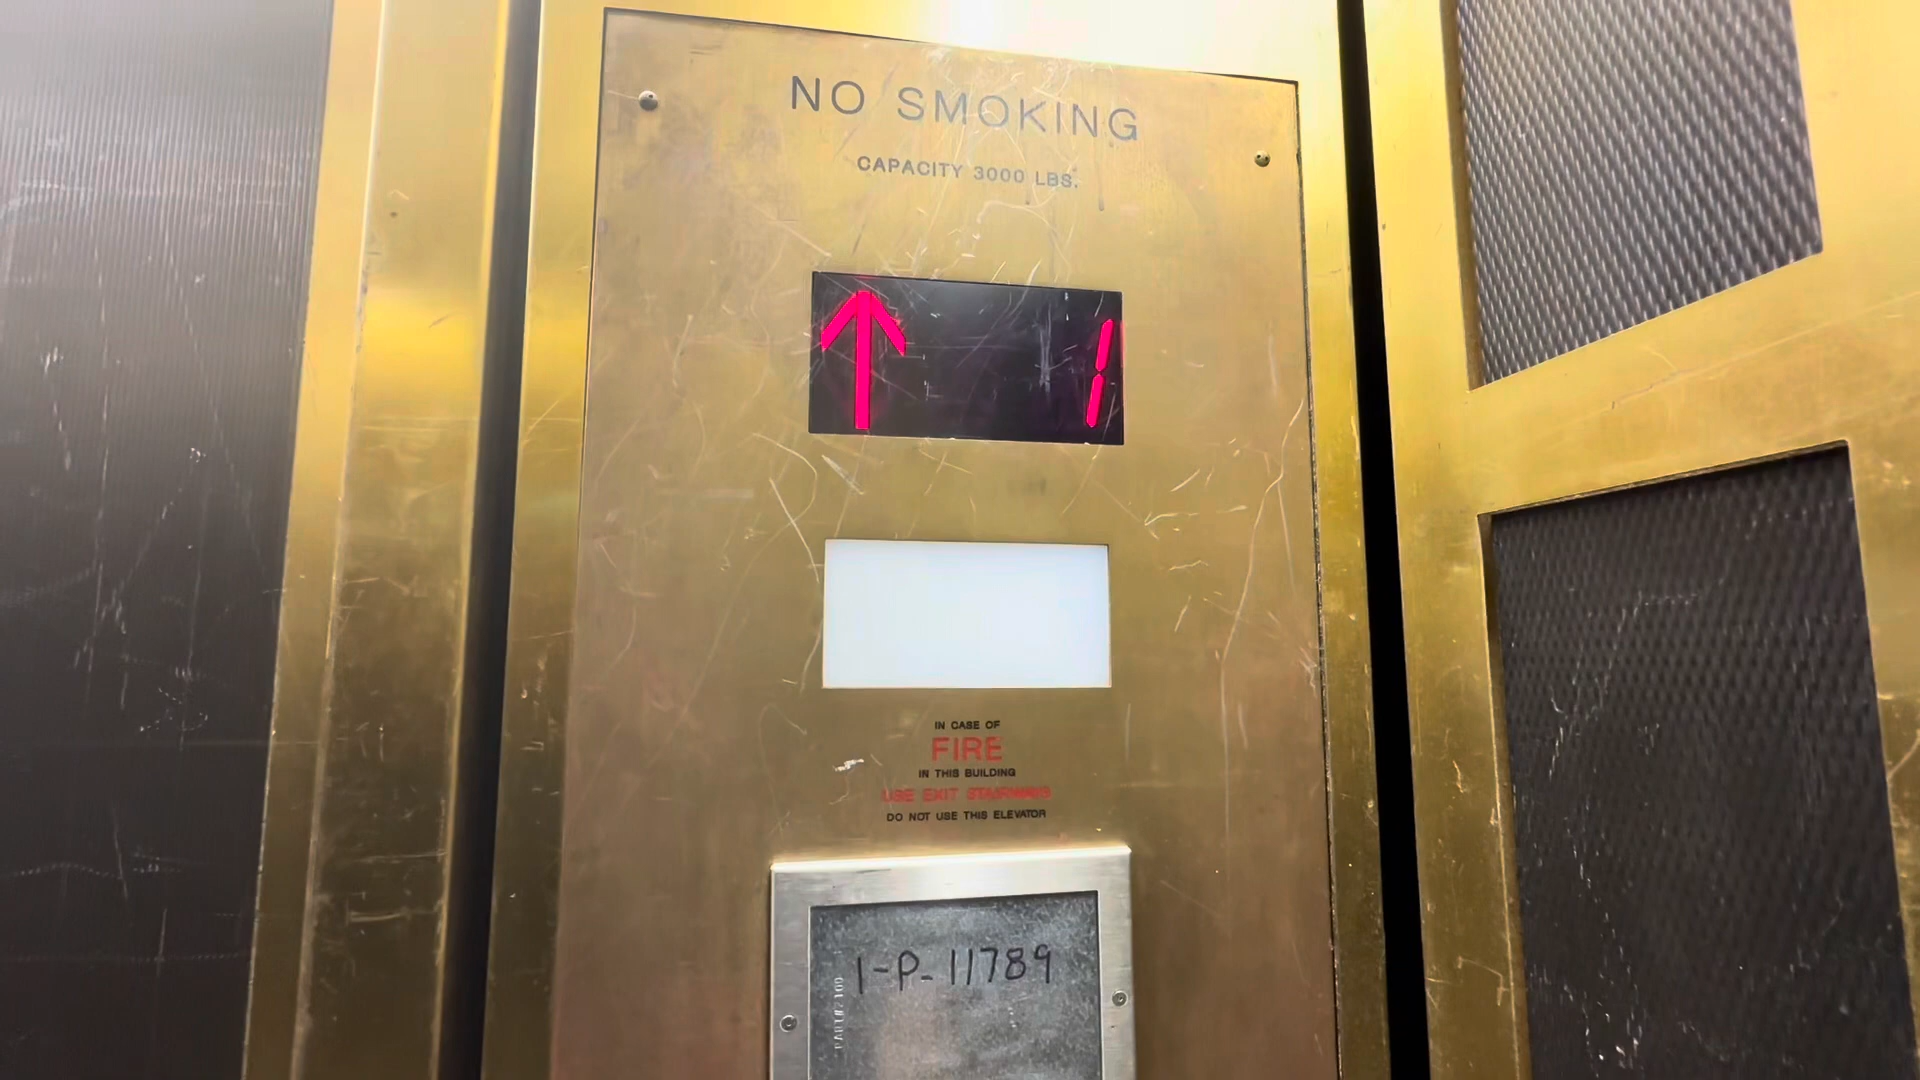 NO SMOKING
CAPACITY 3000 LBS.
1
IN CASE OF
FIRE
IN THIS BUILDING
USE EXIT STAIRWAYS
DO NOT USE THIS ELEVATOR
1-P-11789